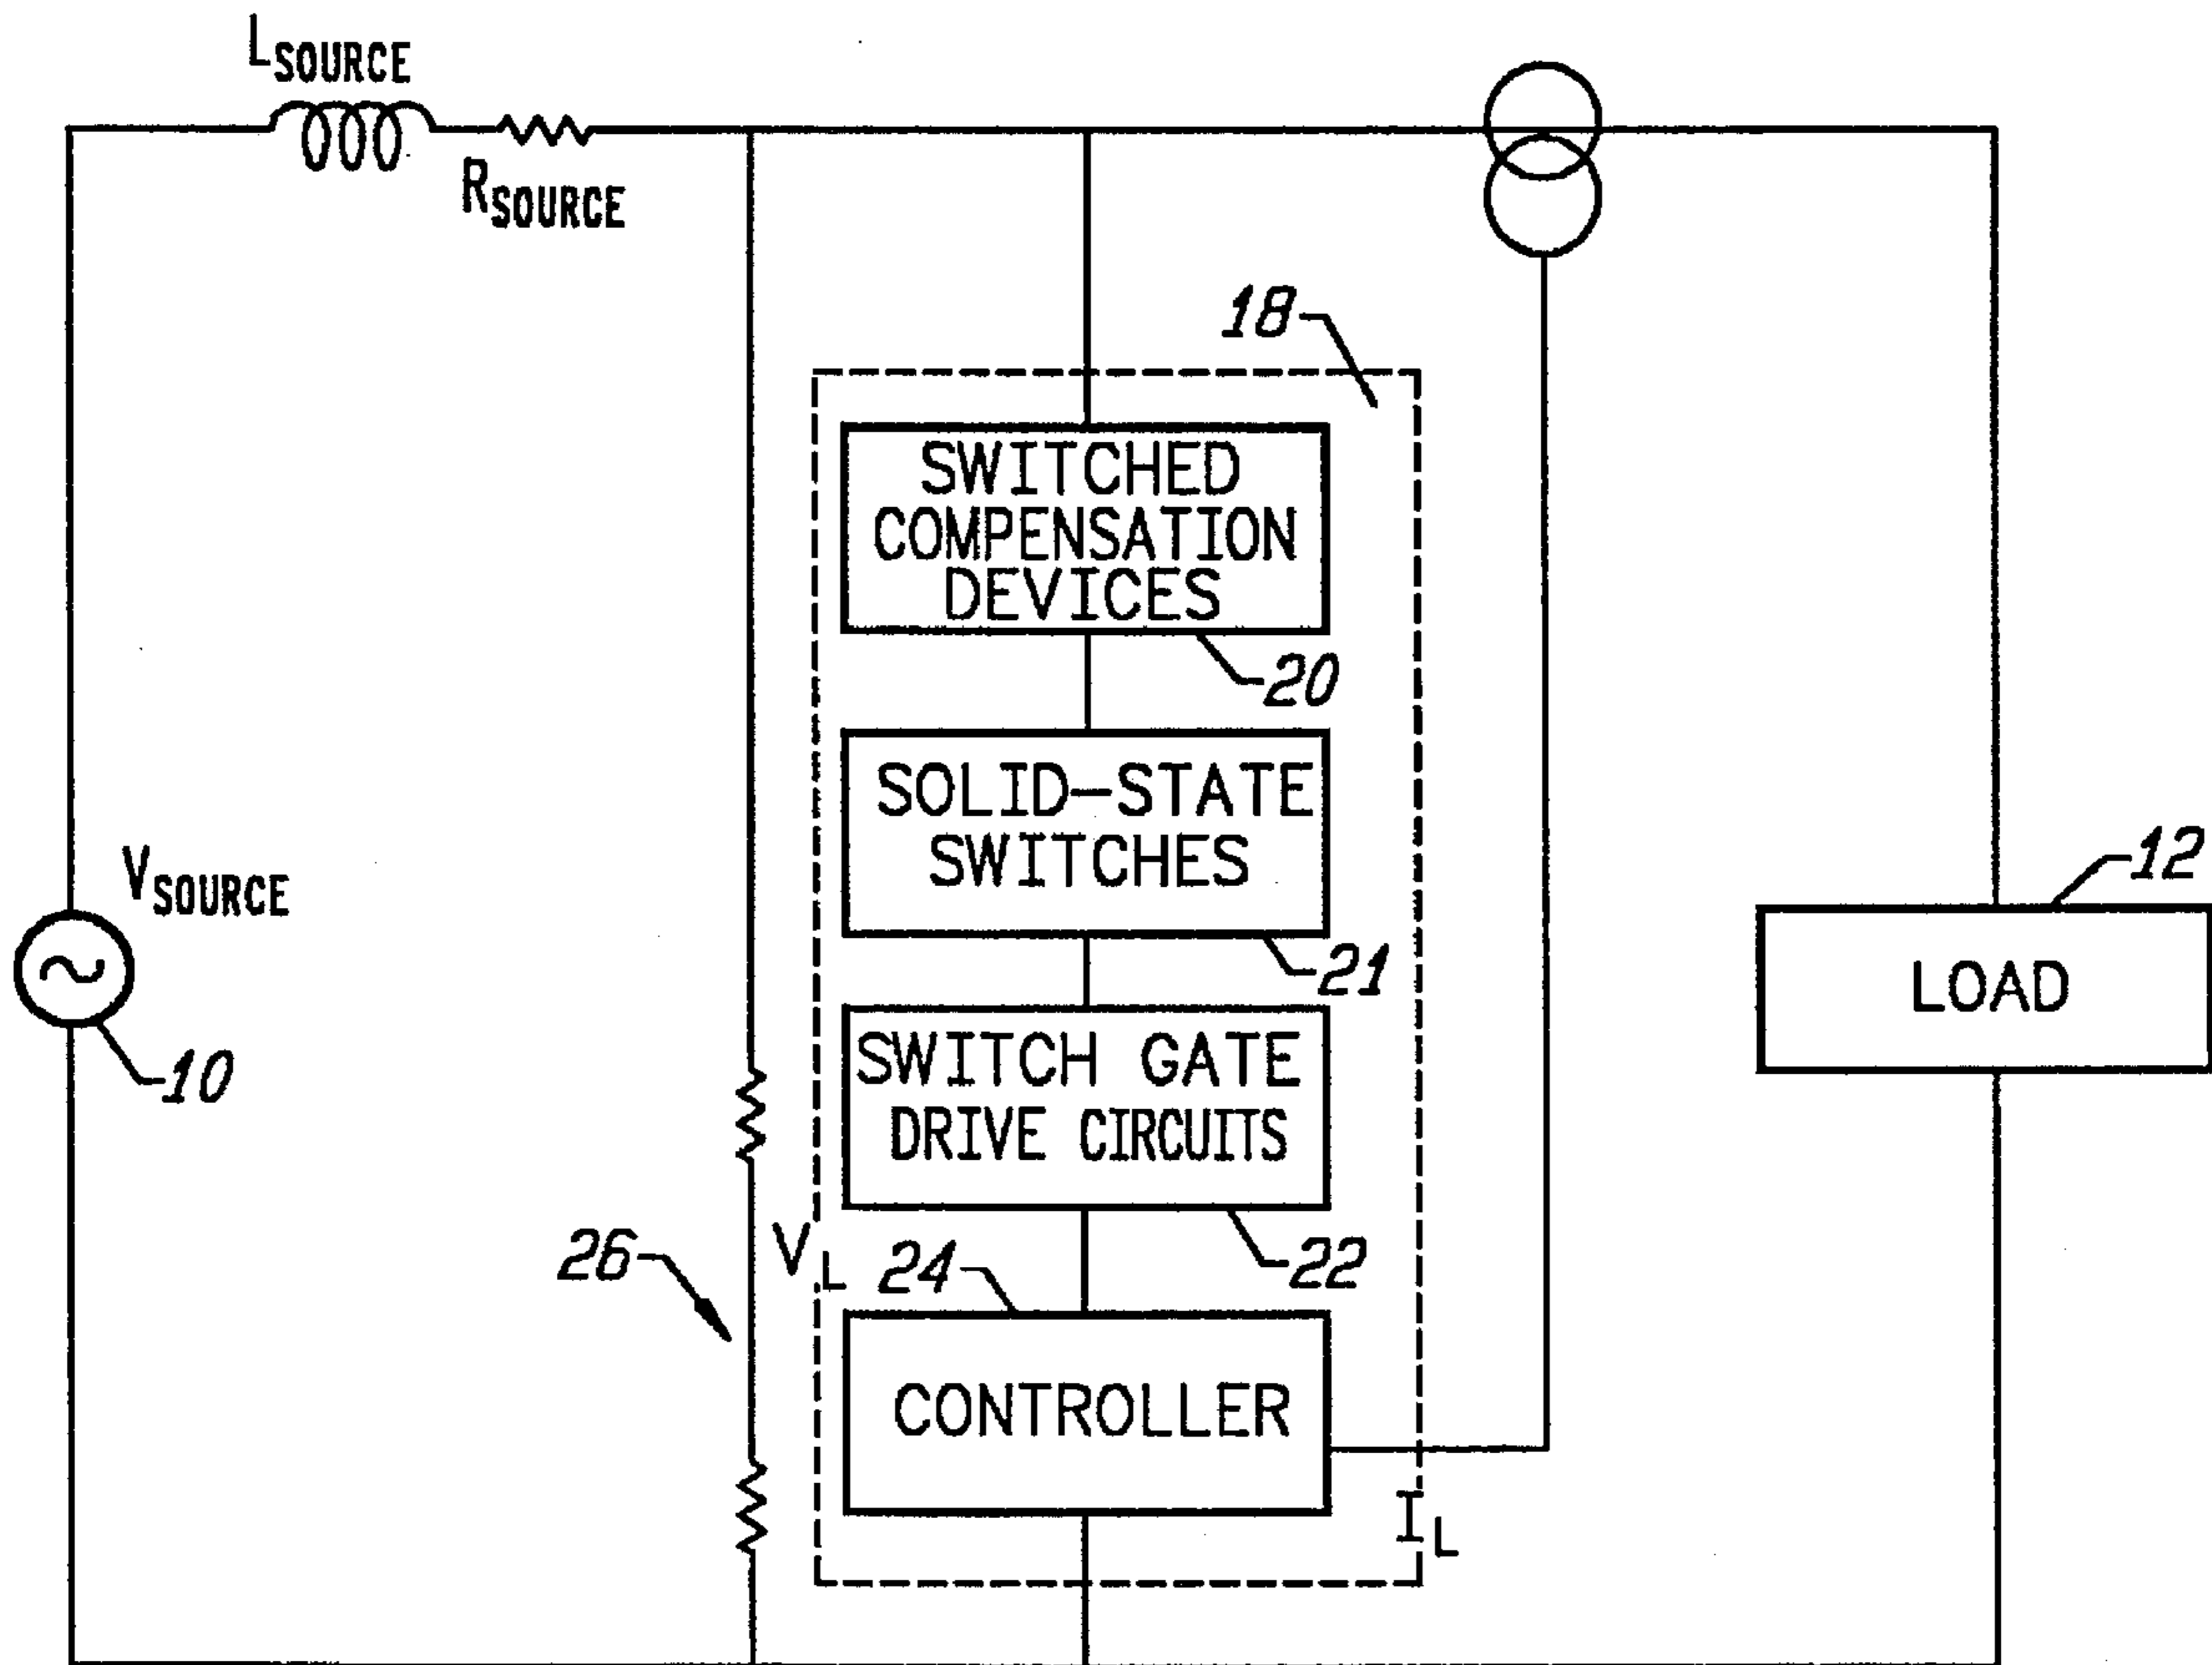 LSOURCE
RSOURCE
18
SWITCHED
COMPENSATION
DEVICES
20
SOLID-STATE
SWITCHES
21
VSOURCE
10
12
LOAD
SWITCH GATE
DRIVE CIRCUITS
22
26
VL
24
CONTROLLER
IL